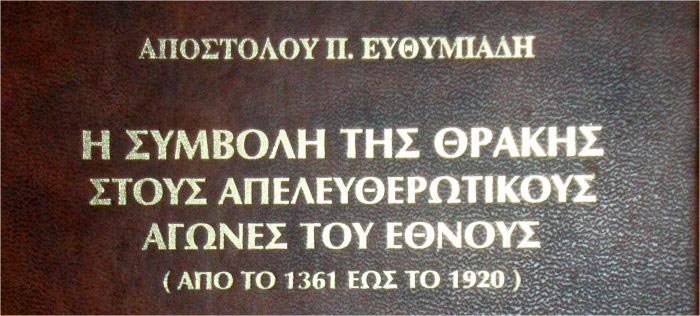 ΑΠΟΣΤΟΛΟΥ Π. ΕΥΘΥΜΙΑΔΗ
Η ΣΥΜΒΟΛΗ ΤΗΣ ΘΡΑΚΗΣ
ΣΤΟΥΣ ΑΠΕΛΕΥΘΕΡΩΤΙΚΟΥΣ
ΑΓΩΝΕΣ ΤΟΥ ΕΘΝΟΥΣ
( ΑΠΟ ΤΟ 1361 ΕΩΣ ΤΟ 1920 )